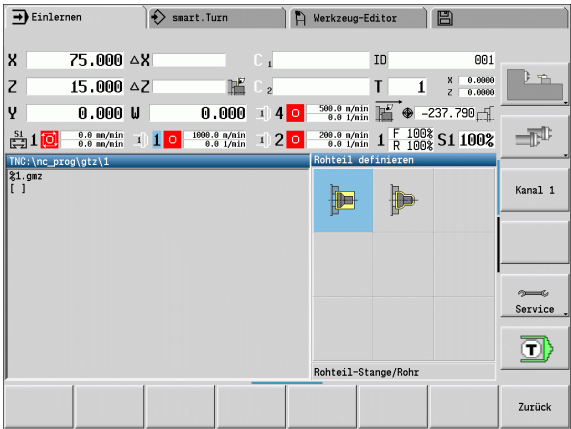 Einlernen smart.Turn Werkzeug-Editor
X 75.000 ΔX C 1 ID 001
Z 15.000 ΔZ C 2 T 1 X 0.0000
Z 0.0000
Y 0.000 U 0.000 4 500.0 m/min
0.0 1/min -237.790
S1 1 0.0 mm/min
0.0 mm/min 1 1000.0 m/min
0.0 1/min 2 200.0 m/min
0.0 1/min 1 F 100%
R 100% S1 100%
TNC:\nc_prog\gtz\1 Rohteil definieren
%1.gmz
[ ]
Kanal 1
Service
T
Rohteil-Stange/Rohr
Zurück